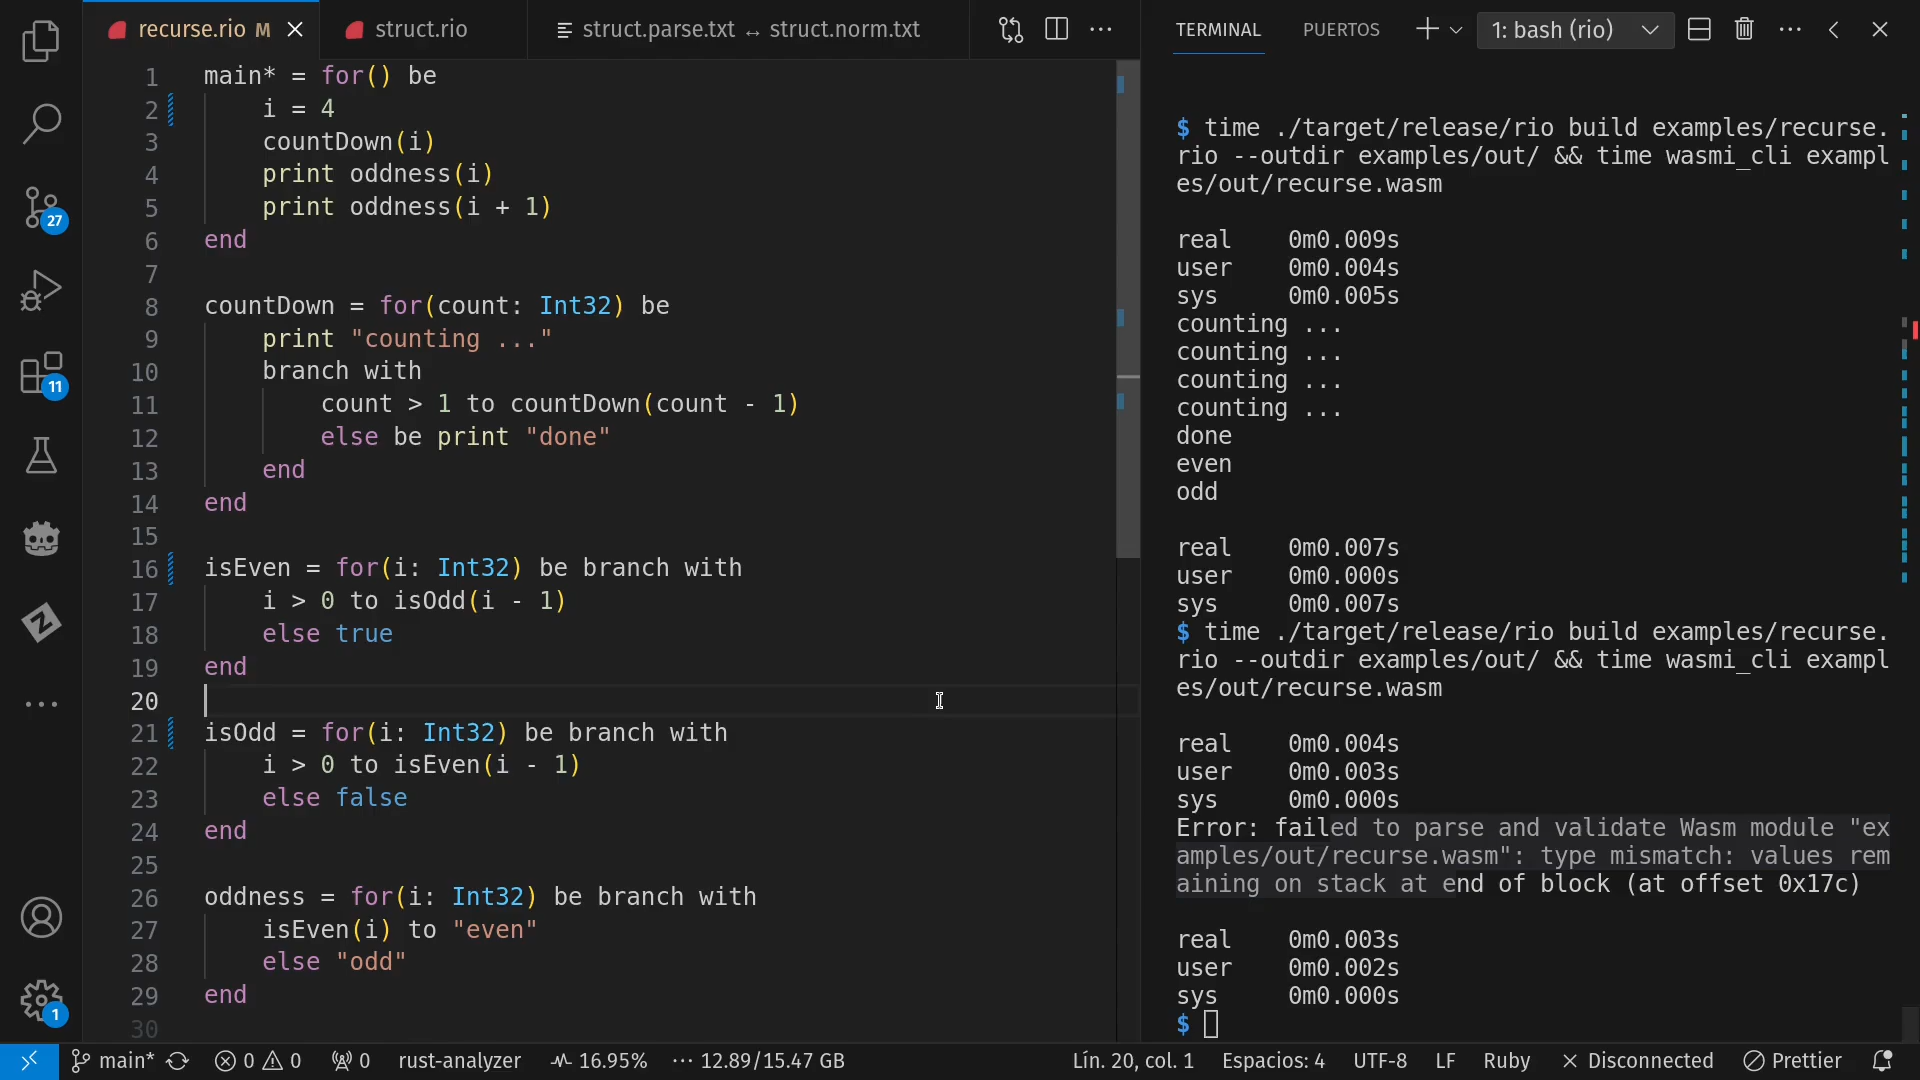 recurse.rio M
struct.rio
struct.parse.txt ↔ struct.norm.txt
TERMINAL
PUERTOS
1: bash (rio)
1 main* = for() be
2 i = 4
3 countDown(i)
4 print oddness(i)
5 print oddness(i + 1)
6 end
7
8 countDown = for(count: Int32) be
9 print "counting ..."
10 branch with
11 count > 1 to countDown(count - 1)
12 else be print "done"
13 end
14 end
15
16 isEven = for(i: Int32) be branch with
17 i > 0 to isOdd(i - 1)
18 else true
19 end
20
21 isOdd = for(i: Int32) be branch with
22 i > 0 to isEven(i - 1)
23 else false
24 end
25
26 oddness = for(i: Int32) be branch with
27 isEven(i) to "even"
28 else "odd"
29 end
30
27
11
1
$ time ./target/release/rio build examples/recurse.
rio --outdir examples/out/ && time wasmi_cli exampl
es/out/recurse.wasm
real 0m0.009s
user 0m0.004s
sys 0m0.005s
counting ...
counting ...
counting ...
counting ...
done
even
odd
real 0m0.007s
user 0m0.000s
sys 0m0.007s
$ time ./target/release/rio build examples/recurse.
rio --outdir examples/out/ && time wasmi_cli exampl
es/out/recurse.wasm
real 0m0.004s
user 0m0.003s
sys 0m0.000s
Error: failed to parse and validate Wasm module "ex
amples/out/recurse.wasm": type mismatch: values rem
aining on stack at end of block (at offset 0x17c)
real 0m0.003s
user 0m0.002s
sys 0m0.000s
$
main* 0 0 0 rust-analyzer 16.95% ··· 12.89/15.47 GB Lín. 20, col. 1 Espacios: 4 UTF-8 LF Ruby Disconnected Prettier